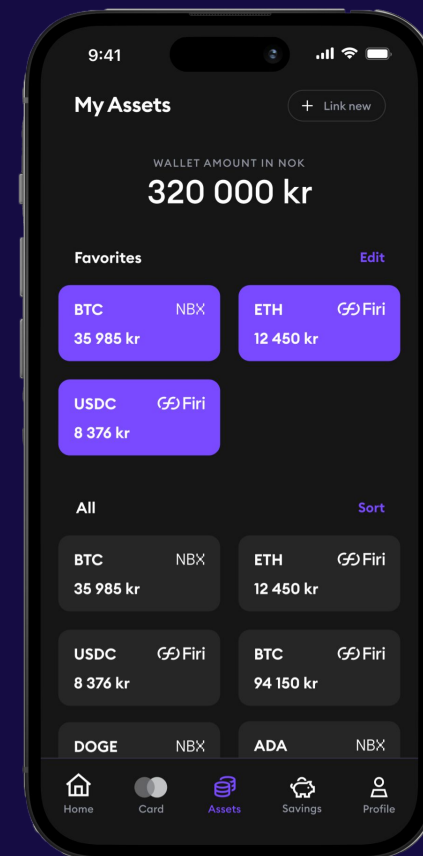 9:41
My Assets
+ Link new
WALLET AMOUNT IN NOK
320 000 kr
Favorites Edit
BTC NBX
35 985 kr
ETH Firi
12 450 kr
USDC Firi
8 376 kr
All Sort
BTC NBX
35 985 kr
ETH Firi
12 450 kr
USDC Firi
8 376 kr
BTC Firi
94 150 kr
DOGE NBX
ADA NBX
Home Card Assets Savings Profile